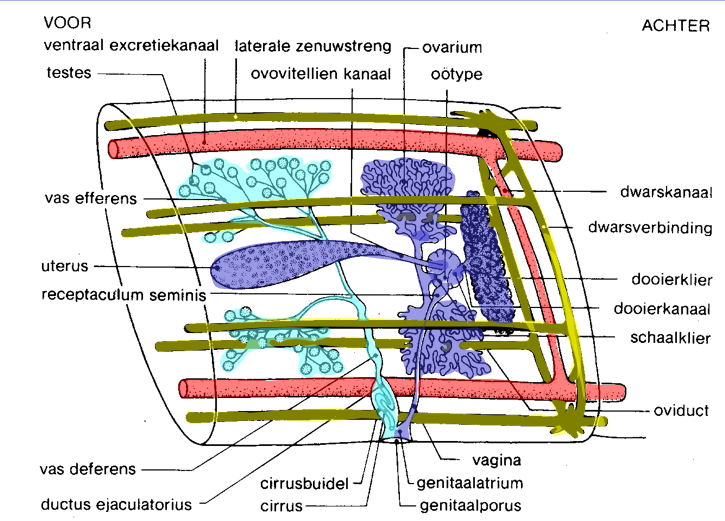 VOOR
ACHTER
ventraal excretiekanaal
laterale zenuwstreng
ovarium
testes
ovovitellien kanaal
oötype
vas efferens
dwarskanaal
dwarsverbinding
uterus
dooierklier
receptaculum seminis
dooierkanaal
schaalklier
oviduct
vas deferens
vagina
cirrusbuidel
genitaalatrium
ductus ejaculatorius
cirrus
genitaalporus